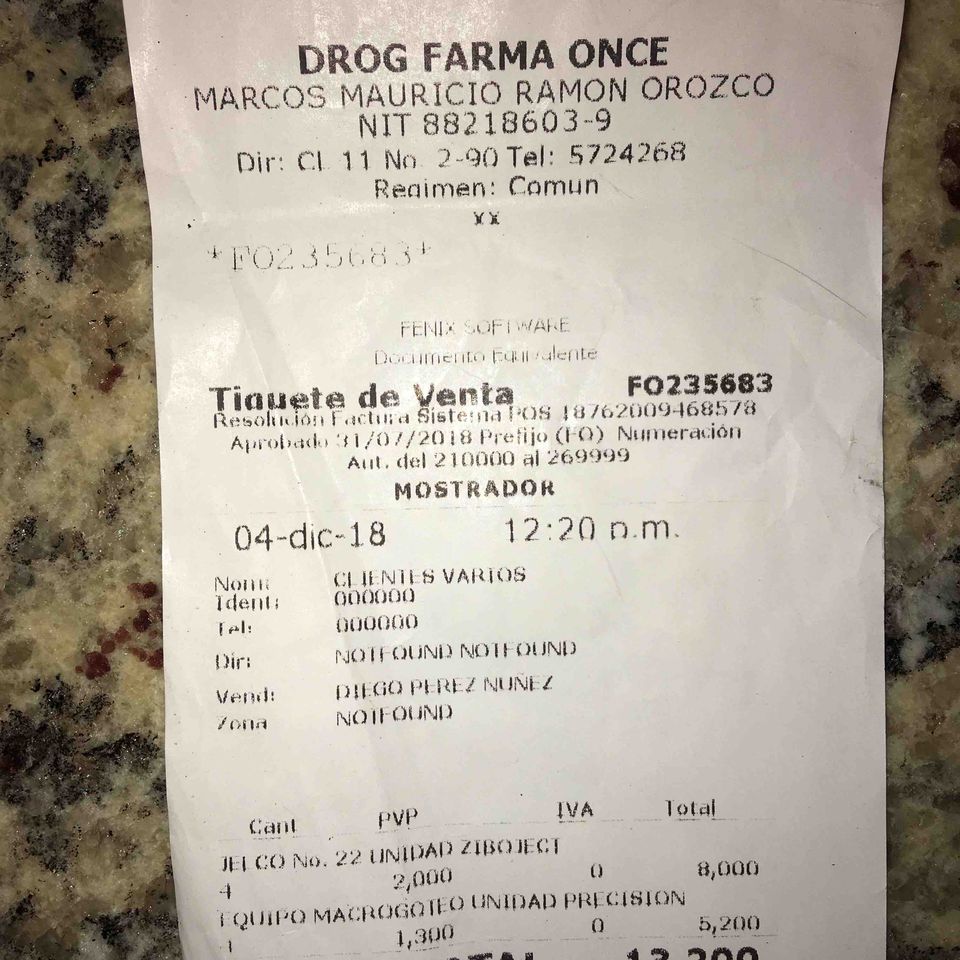 DROG FARMA ONCE
MARCOS MAURICIO RAMON OROZCO
NIT 88218603-9
Dir: CL 11 No. 2-90 Tel: 5724268
Regimen: Comun
xx
*FO235683*
FENIX SOFTWARE
Documento Equivalente
Tiquete de Venta FO235683
Resolución Factura Sistema POS 18762009468578
Aprobado 31/07/2018 Prefijo (FO) Numeración
Aut. del 210000 al 269999
MOSTRADOR
04-dic-18 12:20 p.m.
Nom: CLIENTES VARIOS
Ident: 000000
Tel: 000000
Dir: NOTFOUND NOTFOUND
Vend: DIEGO PEREZ NUÑEZ
Zona NOTFOUND
Cant PVP IVA Total
JELCO No. 22 UNIDAD ZIBOJECT
4 2,000 0 8,000
EQUIPO MACROGOTEO UNIDAD PRECISION
1,300 0 5,200
TOTAL 13,200